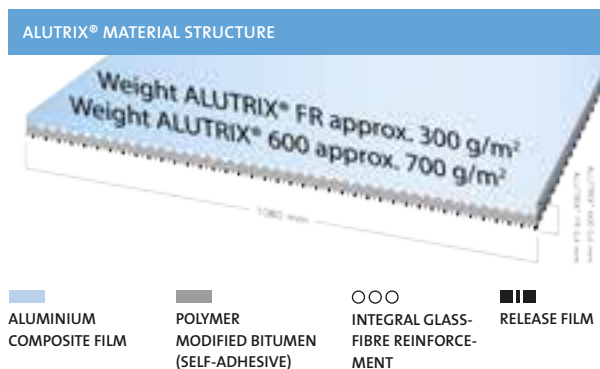 ALUTRIX® MATERIAL STRUCTURE
Weight ALUTRIX® FR approx. 300 g/m²
Weight ALUTRIX® 600 approx. 700 g/m²
1080 mm
ALUMINIUM
COMPOSITE FILM
POLYMER
MODIFIED BITUMEN
(SELF-ADHESIVE)
INTEGRAL GLASS-
FIBRE REINFORCE-
MENT
RELEASE FILM